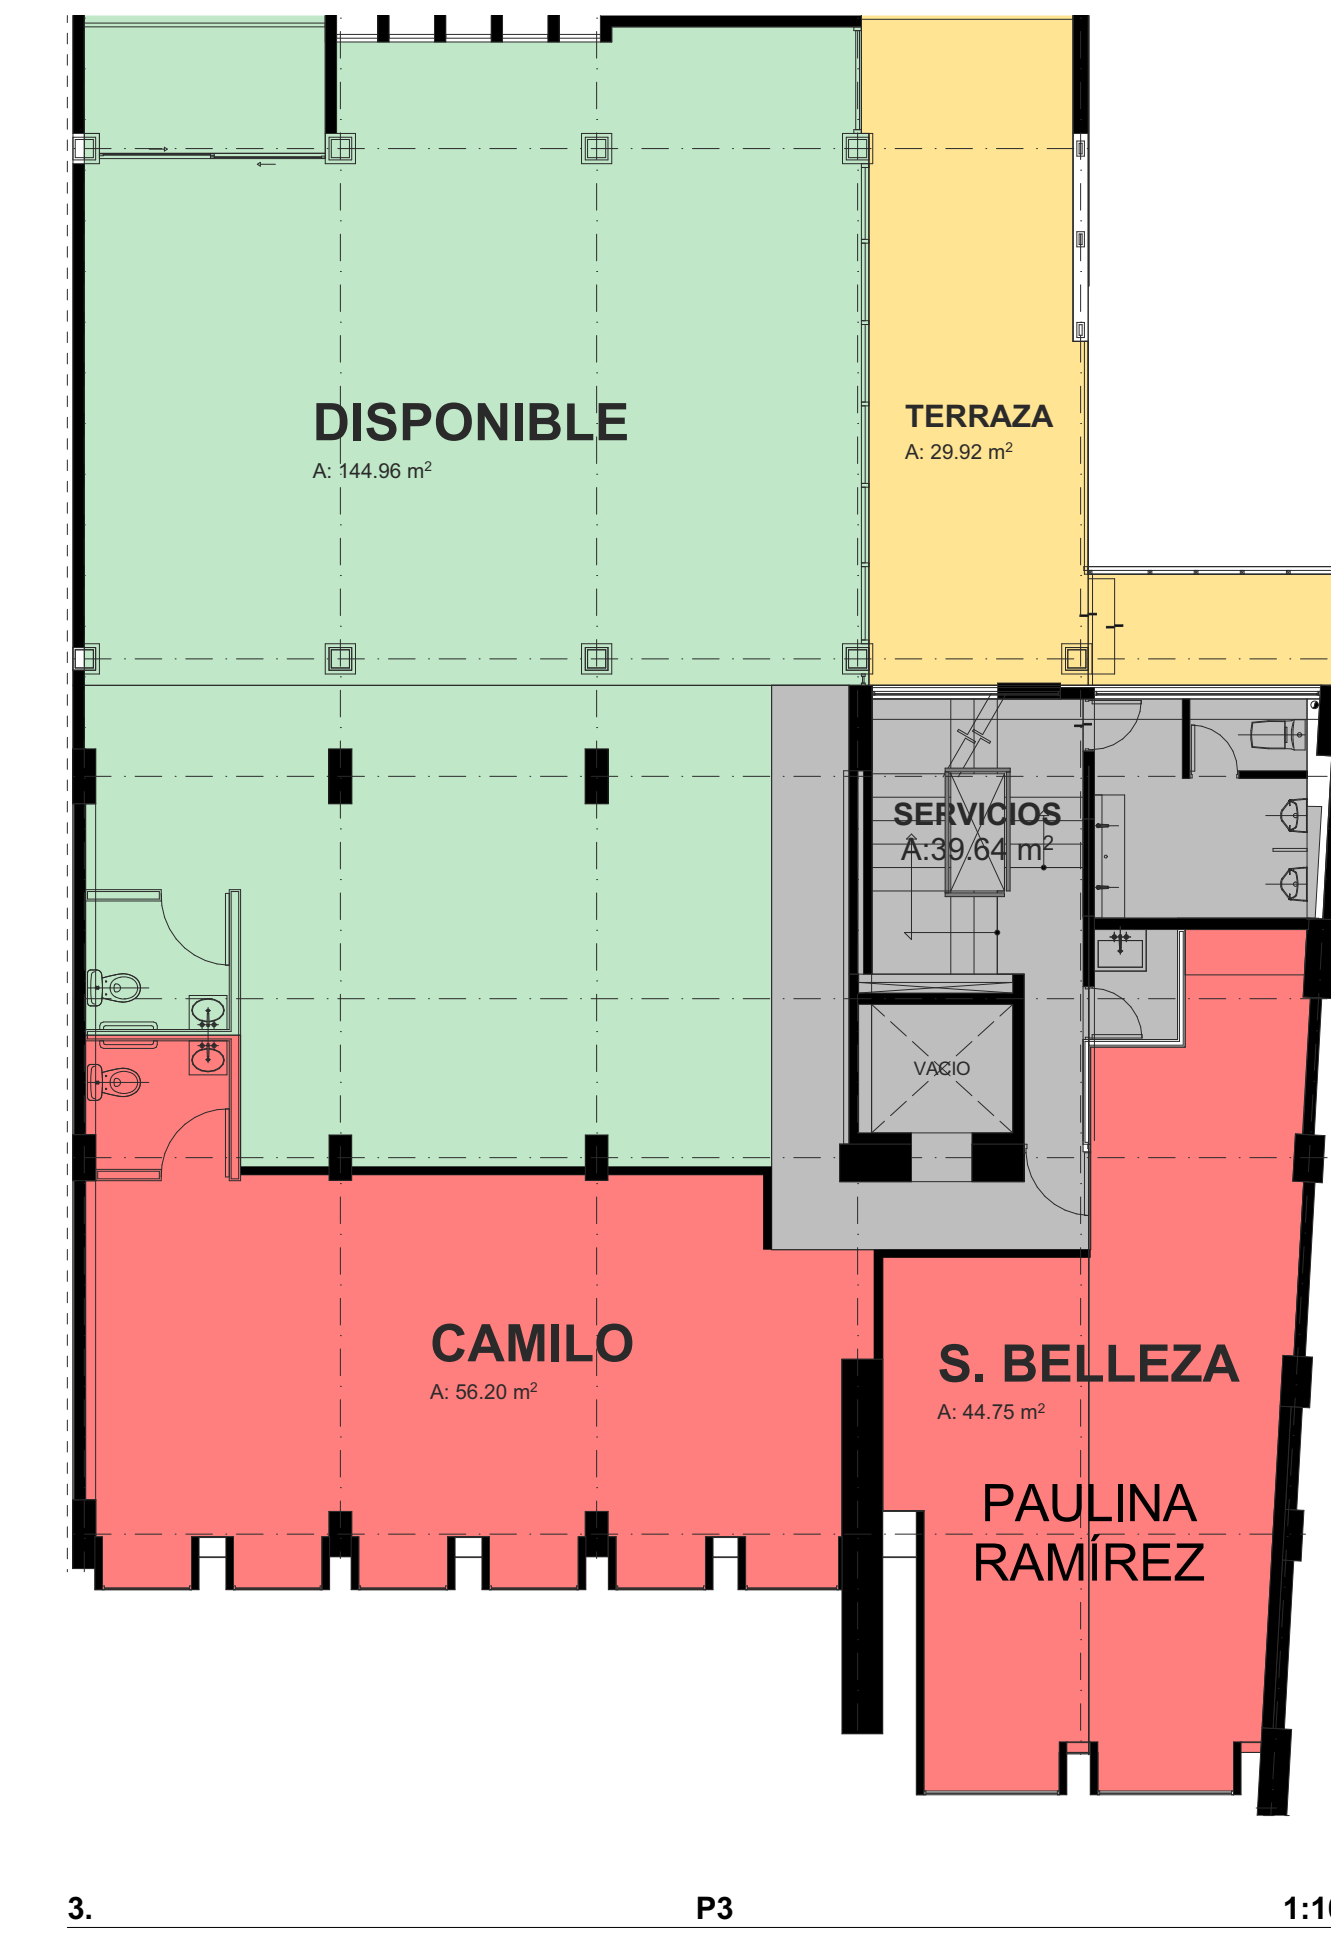 DISPONIBLE
A: 144.96 m²
TERRAZA
A: 29.92 m²
SERVICIOS
A:39.64 m²
VACIO
CAMILO
A: 56.20 m²
S. BELLEZA
A: 44.75 m²
PAULINA
RAMÍREZ
3. P3